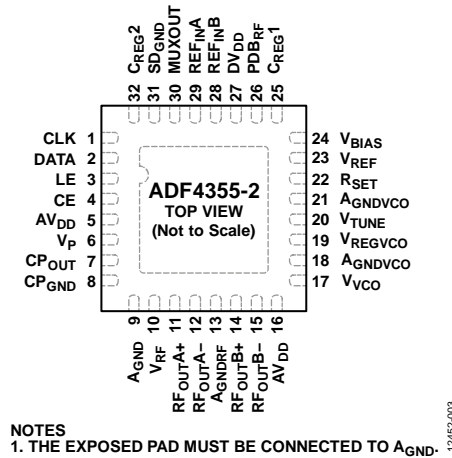 32 CREG2
31 SDGND
30 MUXOUT
29 REFINA
28 REFINB
27 DVDD
26 PDBRF
25 CREG1
CLK 1
DATA 2
LE 3
CE 4
AVDD 5
VP 6
CPOUT 7
CPGND 8
ADF4355-2
TOP VIEW
(Not to Scale)
24 VBIAS
23 VREF
22 RSET
21 AGNDVCO
20 VTUNE
19 VREGVCO
18 AGNDVCO
17 VVCO
AGND 9
VRF 10
RFOUTA+ 11
RFOUTA− 12
AGNDRF 13
RFOUTB+ 14
RFOUTB− 15
AVDD 16
NOTES
1. THE EXPOSED PAD MUST BE CONNECTED TO AGND.
12452-003